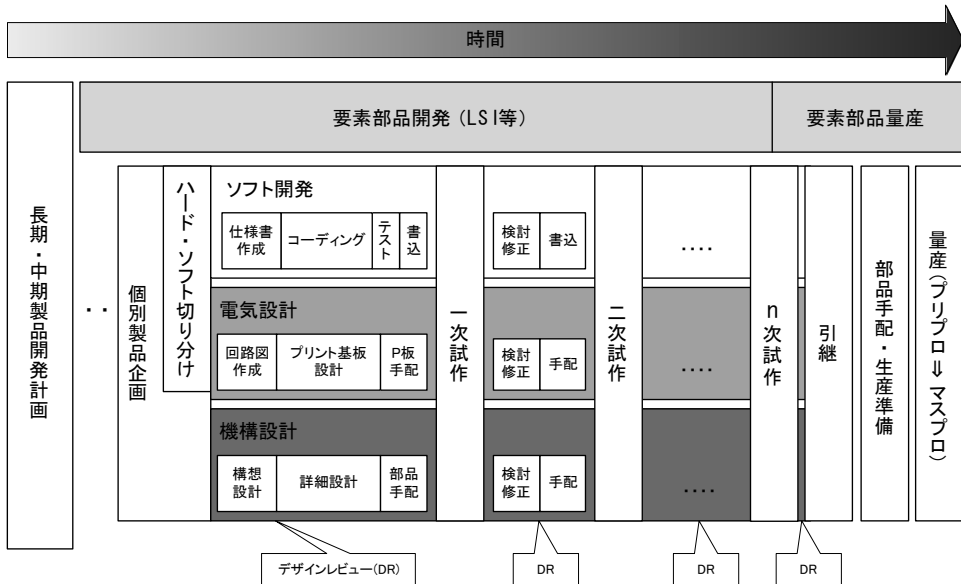 時間
要素部品開発（LSI等）
要素部品量産
長期・中期製品開発計画
・・
個別製品企画
ハード・ソフト切り分け
ソフト開発
仕様書
作成
コーディング
テスト
書込
検討
修正
書込
....
電気設計
回路図
作成
プリント基板
設計
P板
手配
検討
修正
手配
....
機構設計
構想
設計
詳細設計
部品
手配
検討
修正
手配
....
一次試作
二次試作
n次試作
引継
部品手配・生産準備
量産（プリプロ⇒マスプロ）
デザインレビュー(DR)
DR
DR
DR